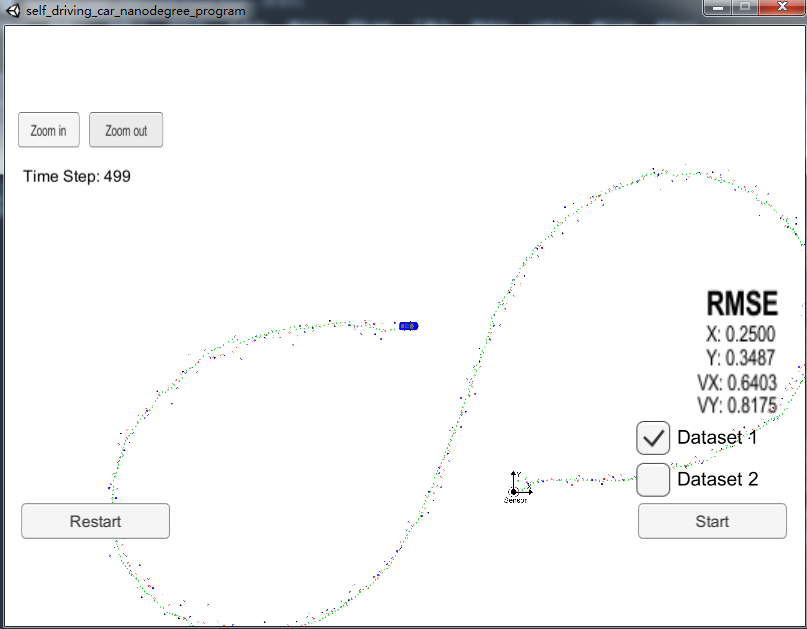 self_driving_car_nanodegree_program
Zoom in
Zoom out
Time Step: 499
RMSE
X: 0.2500
Y: 0.3487
VX: 0.6403
VY: 0.8175
Dataset 1
Dataset 2
Y
X
Sensor
Restart
Start